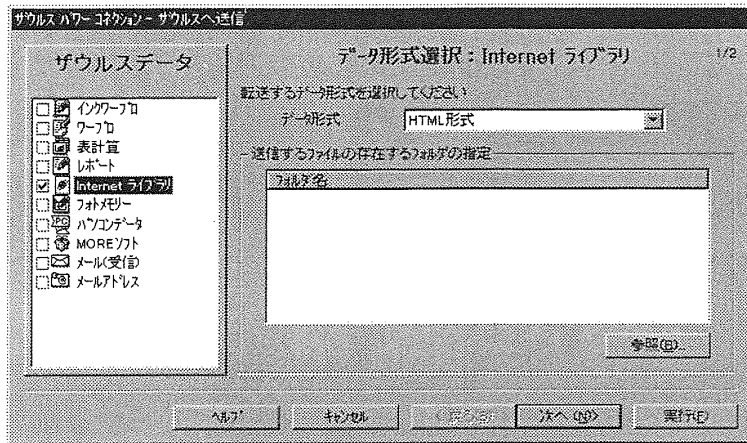 ザウルス パワー コネクション - ザウルスへ送信
ザウルスデータ
インクワープロ
ワープロ
表計算
レポート
Internet ライブラリ
フォトメモリー
パソコンデータ
MOREソフト
メール(受信)
メールアドレス
データ形式選択：Internet ライブラリ
1/2
転送するデータ形式を選択してください
データ形式
HTML形式
送信するファイルの存在するフォルダの指定
フォルダ名
参照(B)...
ヘルプ
キャンセル
< 戻る(B)
次へ(N)>
実行(F)